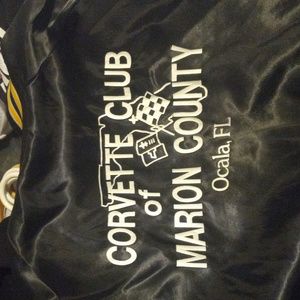 CORVETTE CLUB
of
MARION COUNTY
Ocala, FL